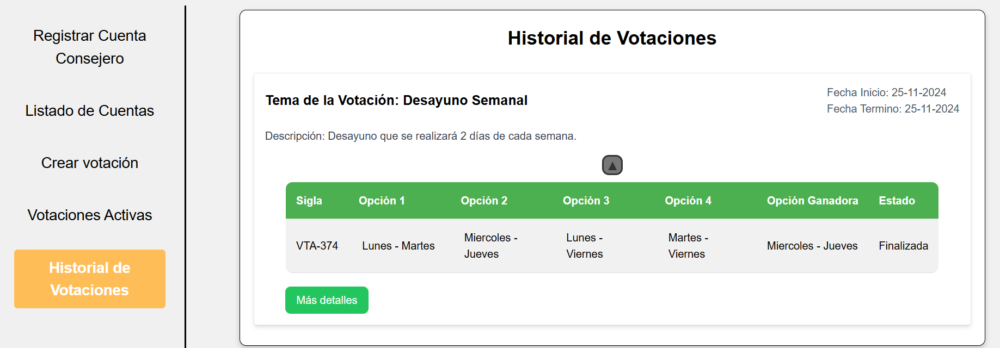 Registrar Cuenta
Consejero
Listado de Cuentas
Crear votación
Votaciones Activas
Historial de
Votaciones
Historial de Votaciones
Tema de la Votación: Desayuno Semanal
Fecha Inicio: 25-11-2024
Fecha Termino: 25-11-2024
Descripción: Desayuno que se realizará 2 días de cada semana.
▲
Sigla Opción 1 Opción 2 Opción 3 Opción 4 Opción Ganadora Estado
VTA-374 Lunes - Martes Miercoles - Jueves Lunes - Viernes Martes - Viernes Miercoles - Jueves Finalizada
Más detalles